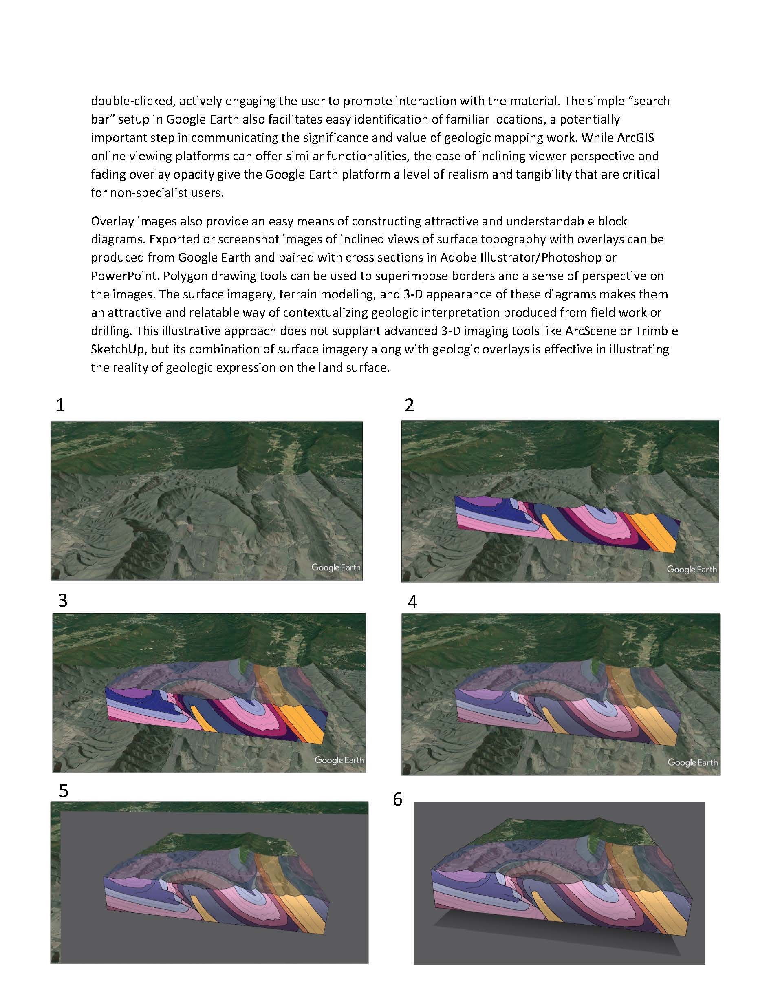 double-clicked, actively engaging the user to promote interaction with the material. The simple “search
bar” setup in Google Earth also facilitates easy identification of familiar locations, a potentially
important step in communicating the significance and value of geologic mapping work. While ArcGIS
online viewing platforms can offer similar functionalities, the ease of inclining viewer perspective and
fading overlay opacity give the Google Earth platform a level of realism and tangibility that are critical
for non-specialist users.
Overlay images also provide an easy means of constructing attractive and understandable block
diagrams. Exported or screenshot images of inclined views of surface topography with overlays can be
produced from Google Earth and paired with cross sections in Adobe Illustrator/Photoshop or
PowerPoint. Polygon drawing tools can be used to superimpose borders and a sense of perspective on
the images. The surface imagery, terrain modeling, and 3-D appearance of these diagrams makes them
an attractive and relatable way of contextualizing geologic interpretation produced from field work or
drilling. This illustrative approach does not supplant advanced 3-D imaging tools like ArcScene or Trimble
SketchUp, but its combination of surface imagery along with geologic overlays is effective in illustrating
the reality of geologic expression on the land surface.
1
2
Google Earth
Google Earth
3
4
Google Earth
Google Earth
5
6